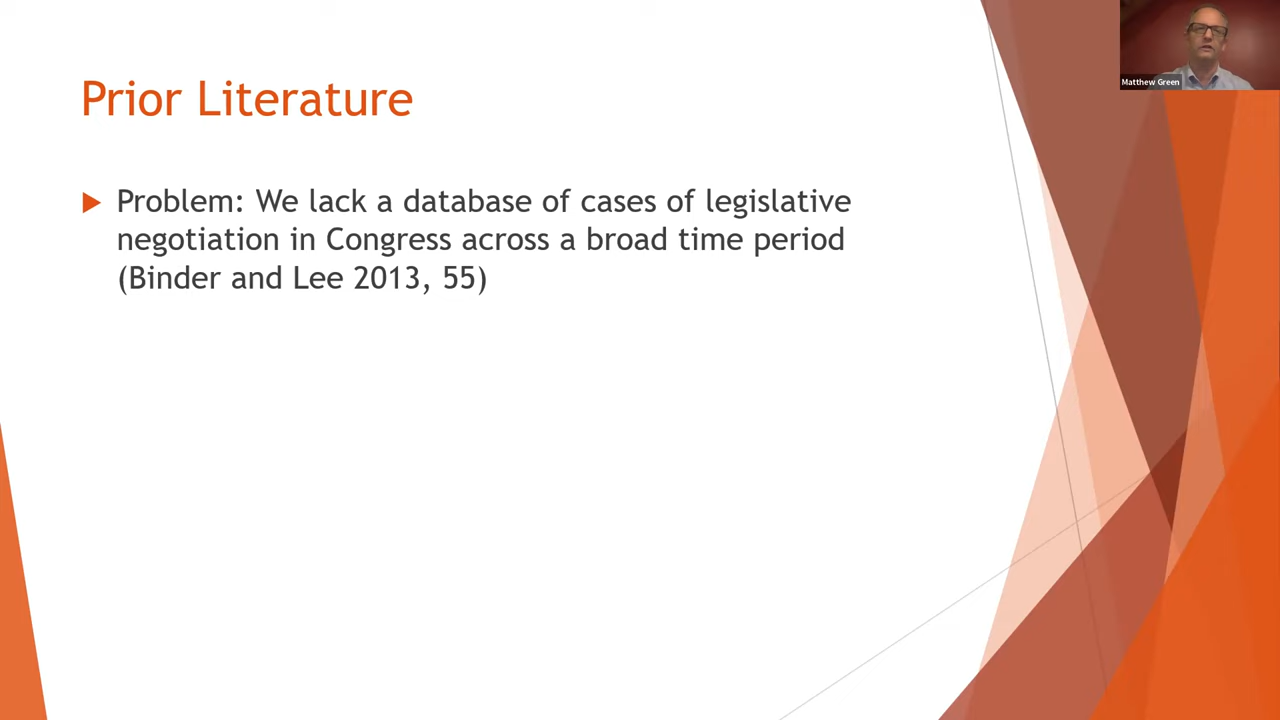 Matthew Green
Prior Literature
Problem: We lack a database of cases of legislative
negotiation in Congress across a broad time period
(Binder and Lee 2013, 55)